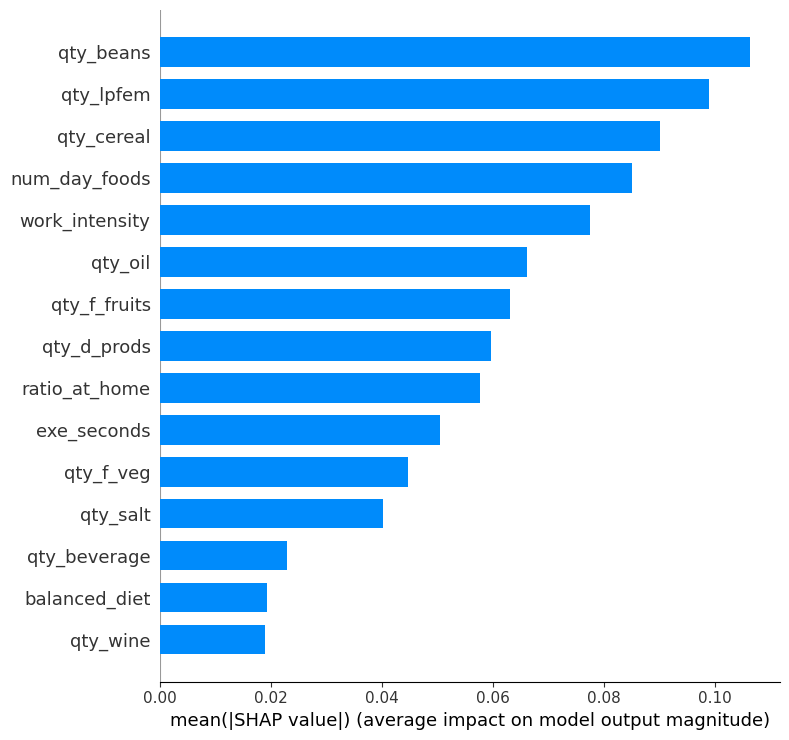 qty_beans
qty_lpfem
qty_cereal
num_day_foods
work_intensity
qty_oil
qty_f_fruits
qty_d_prods
ratio_at_home
exe_seconds
qty_f_veg
qty_salt
qty_beverage
balanced_diet
qty_wine
0.00 0.02 0.04 0.06 0.08 0.10
mean(|SHAP value|) (average impact on model output magnitude)